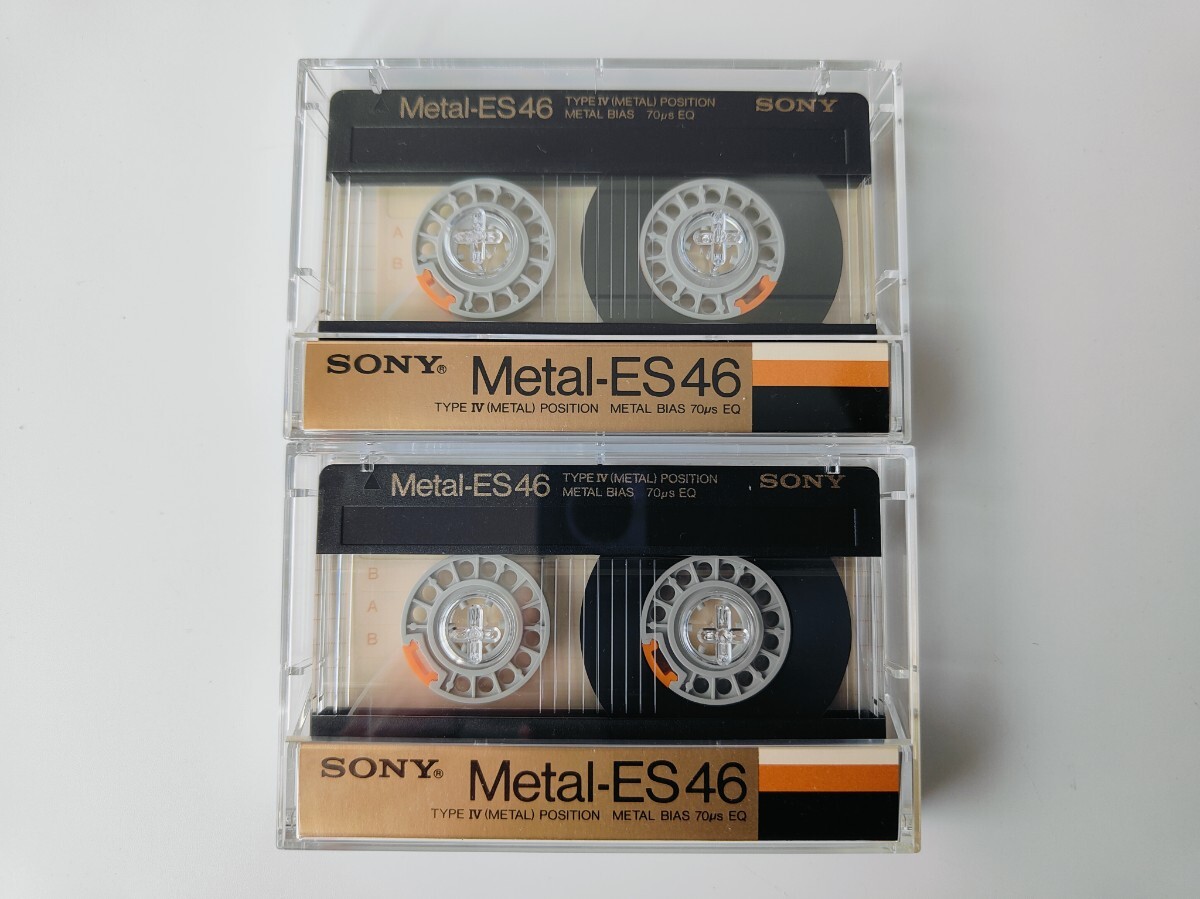 Metal-ES46 TYPE IV (METAL) POSITION SONY
METAL BIAS 70µs EQ
A
B
SONY® Metal-ES46
TYPE IV (METAL) POSITION METAL BIAS 70µs EQ
Metal-ES46 TYPE IV (METAL) POSITION SONY
METAL BIAS 70µs EQ
B
A
B
SONY® Metal-ES46
TYPE IV (METAL) POSITION METAL BIAS 70µs EQ